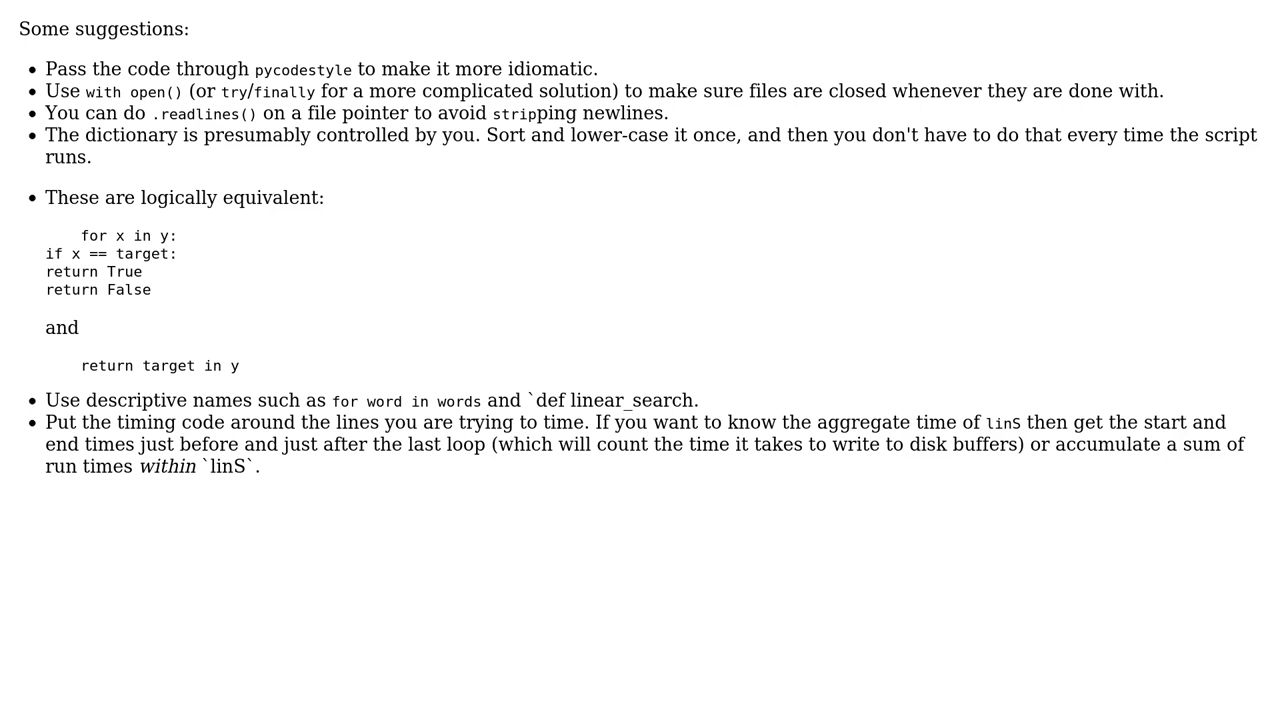 Some suggestions:
• Pass the code through pycodestyle to make it more idiomatic.
• Use with open() (or try/finally for a more complicated solution) to make sure files are closed whenever they are done with.
• You can do .readlines() on a file pointer to avoid stripping newlines.
• The dictionary is presumably controlled by you. Sort and lower-case it once, and then you don't have to do that every time the script
runs.
• These are logically equivalent:
    for x in y:
if x == target:
return True
return False
and
    return target in y
• Use descriptive names such as for word in words and `def linear_search.
• Put the timing code around the lines you are trying to time. If you want to know the aggregate time of linS then get the start and
end times just before and just after the last loop (which will count the time it takes to write to disk buffers) or accumulate a sum of
run times within `linS`.